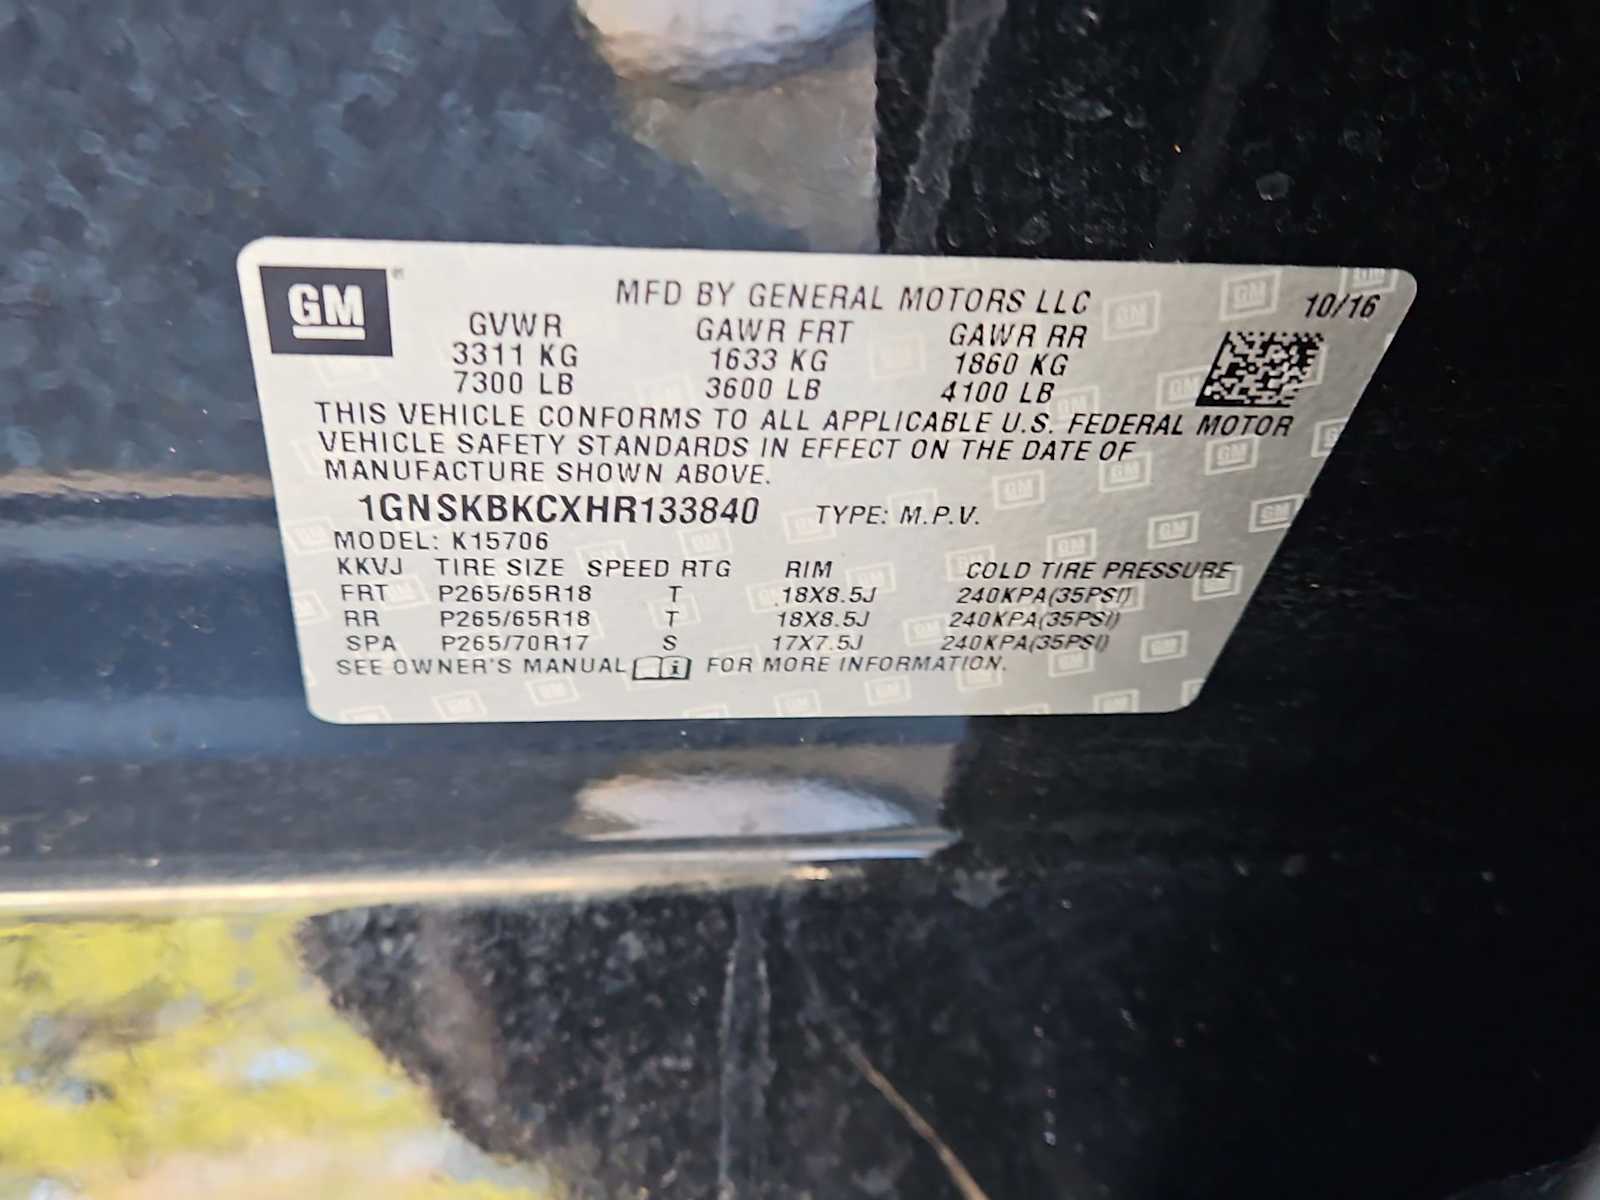 GM ®
MFD BY GENERAL MOTORS LLC 10/16
GVWR GAWR FRT GAWR RR
3311 KG 1633 KG 1860 KG
7300 LB 3600 LB 4100 LB
THIS VEHICLE CONFORMS TO ALL APPLICABLE U.S. FEDERAL MOTOR
VEHICLE SAFETY STANDARDS IN EFFECT ON THE DATE OF
MANUFACTURE SHOWN ABOVE.
1GNSKBKCXHR133840 TYPE: M.P.V.
MODEL: K15706
KKVJ TIRE SIZE SPEED RTG RIM COLD TIRE PRESSURE
FRT P265/65R18 T 18X8.5J 240KPA(35PSI)
RR P265/65R18 T 18X8.5J 240KPA(35PSI)
SPA P265/70R17 S 17X7.5J 240KPA(35PSI)
SEE OWNER'S MANUAL i FOR MORE INFORMATION.